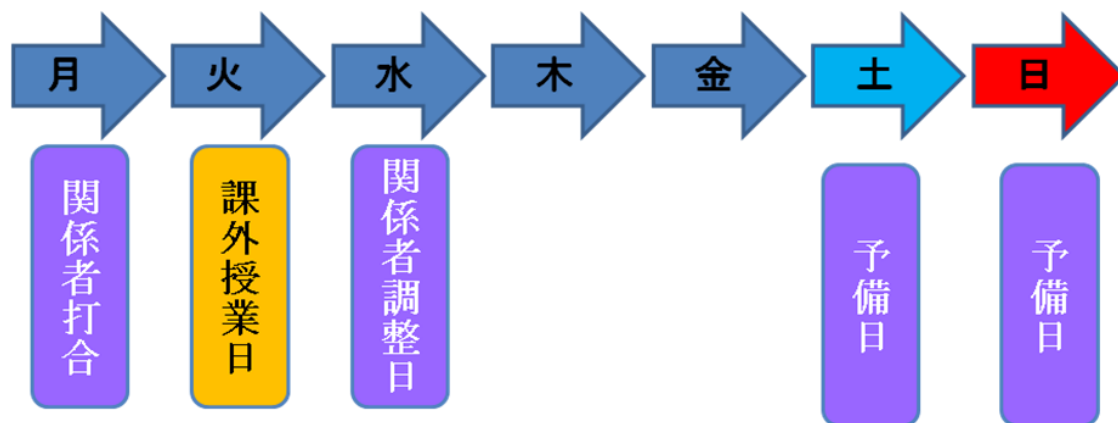 月
火
水
木
金
土
日
関係者打合
課外授業日
関係者調整日
予備日
予備日